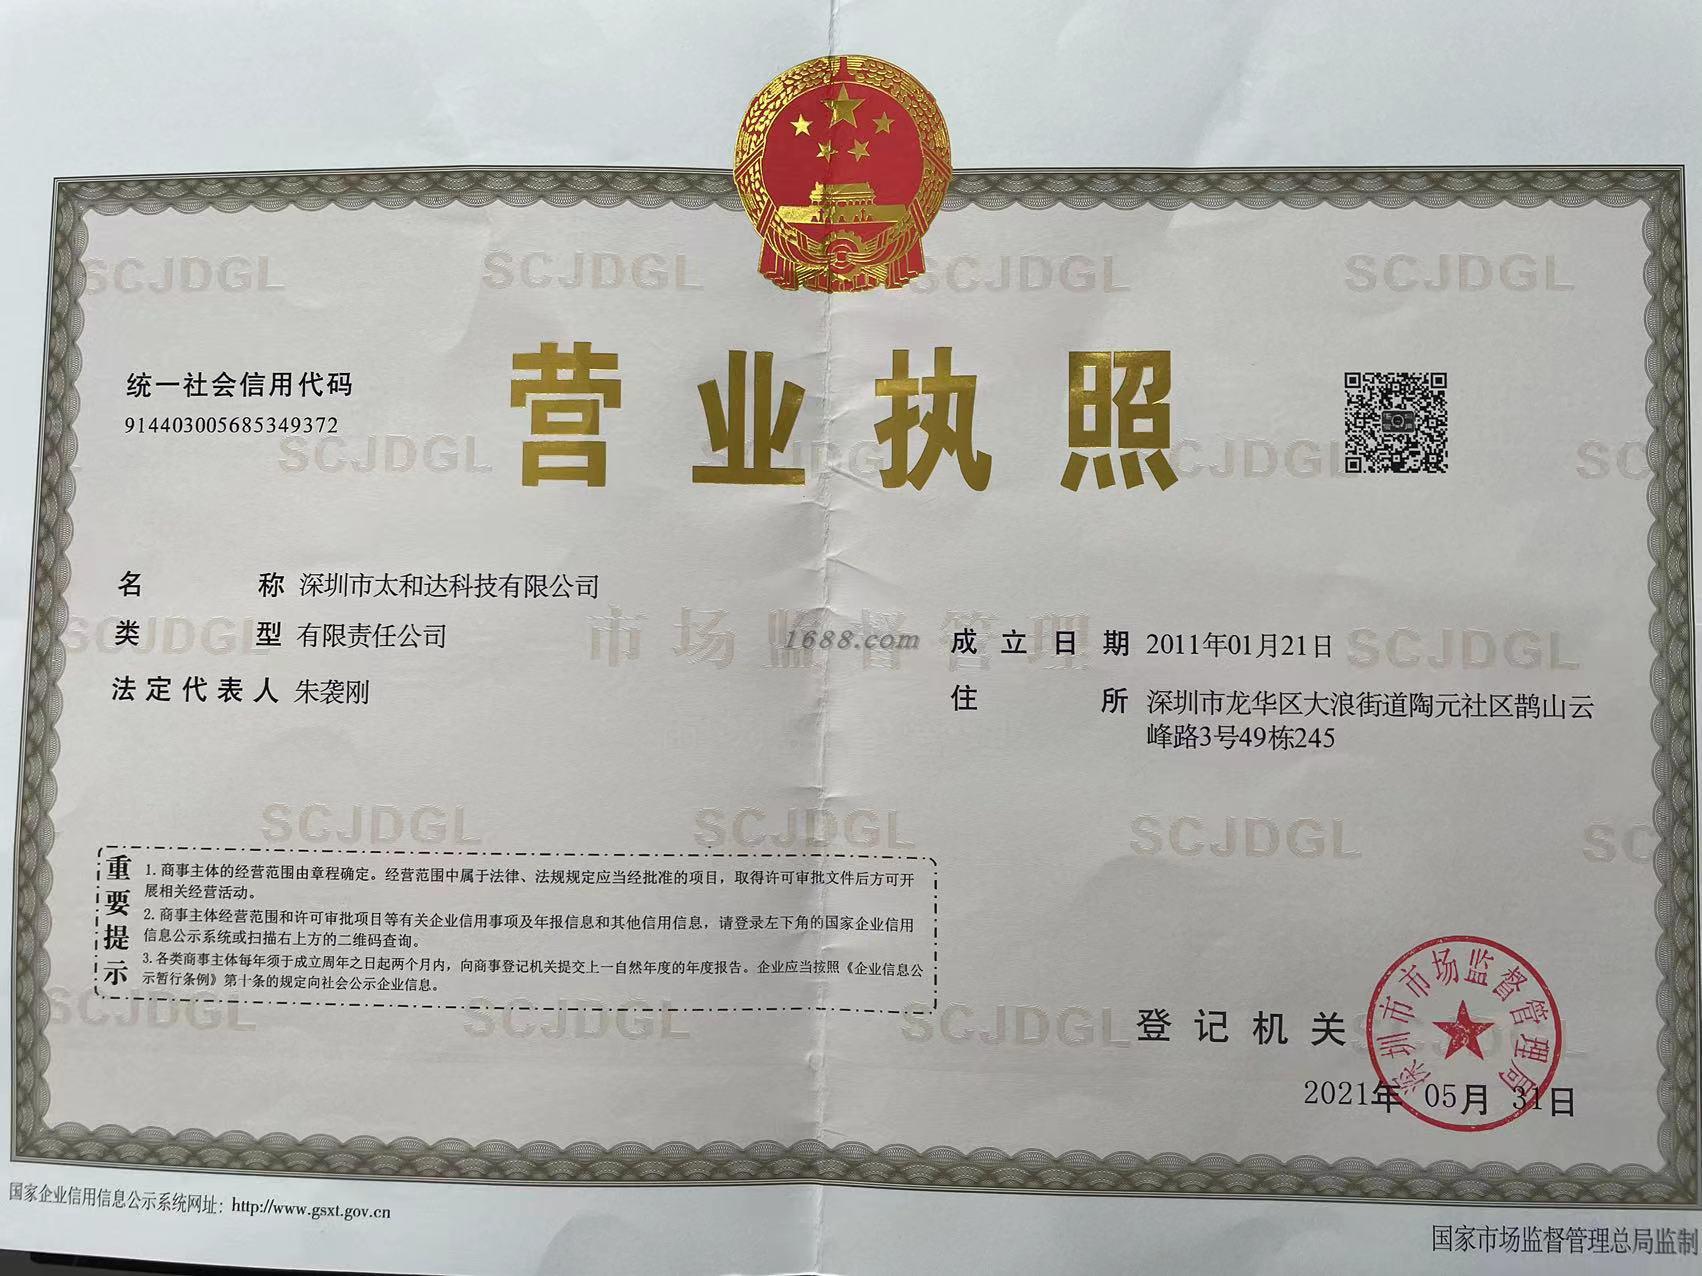 SCJDGL SCJDGL SCJDGL SCJDGL
营业执照
统一社会信用代码
914403005685349372
SCJDGL SCJDGL SC
名称 深圳市太和达科技有限公司
类型 有限责任公司
法定代表人 朱袭刚
市场监督管理
1688.com
成立日期 2011年01月21日
住所 深圳市龙华区大浪街道陶元社区鹊山云
峰路3号49栋245
SCJDGL SCJDGL
SCJDGL SCJDGL SCJDGL SC
重要提示
1. 商事主体的经营范围由章程确定。经营范围中属于法律、法规规定应当经批准的项目，取得许可审批文件后方可开
展相关经营活动。
2. 商事主体经营范围和许可审批项目等有关企业信用事项及年报信息和其他信用信息，请登录左下角的国家企业信用
信息公示系统或扫描右上方的二维码查询。
3. 各类商事主体每年须于成立周年之日起两个月内，向商事登记机关提交上一自然年度的年度报告。企业应当按照《企业信息公
示暂行条例》第十条的规定向社会公示企业信息。
SCJDGL SCJDGL SCJDGL
登记机关
深圳市市场监督管理局
2021年05月31日
国家企业信用信息公示系统网址：http://www.gsxt.gov.cn
国家市场监督管理总局监制